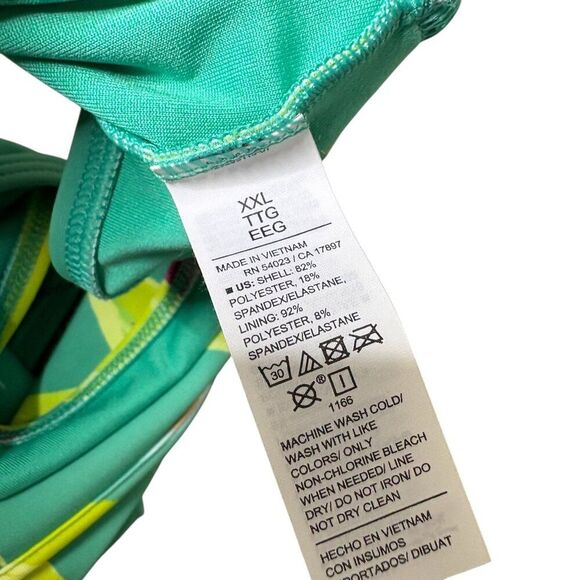 XXL
TTG
EEG
MADE IN VIETNAM
RN 54023 / CA 17897
■ US: SHELL: 82%
POLYESTER, 18%
SPANDEX/ELASTANE,
LINING: 92%
POLYESTER, 8%
SPANDEX/ELASTANE
30
® I
1166
MACHINE WASH COLD/
WASH WITH LIKE
COLORS/ ONLY
NON-CHLORINE BLEACH
WHEN NEEDED/ LINE
DRY/ DO NOT IRON/ DO
NOT DRY CLEAN
HECHO EN VIETNAM
CON INSUMOS
IMPORTADOS/ DIBUAT